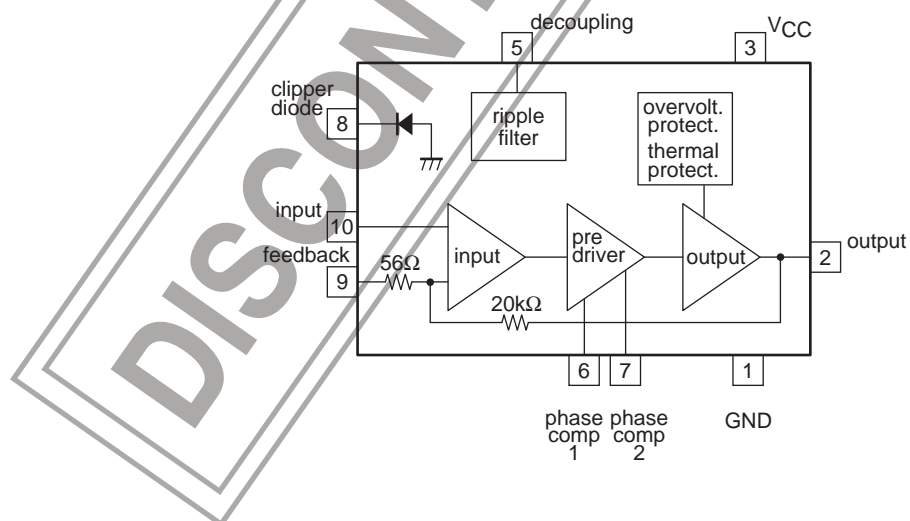 decoupling
5
VCC
3
clipper
diode
8
ripple
filter
overvolt.
protect.
thermal
protect.
input
10
feedback
9
56Ω
input
pre
driver
output
output
2
20kΩ
6
7
1
phase
comp
1
phase
comp
2
GND
DISCON